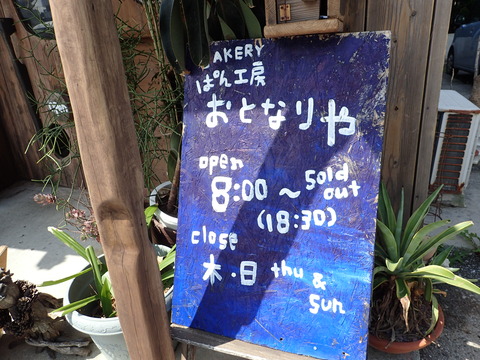 AKERY
ぱん工房
おとなりや
open
8:00 ~ Sold out
(18:30)
close
木・日 thu &
Sun